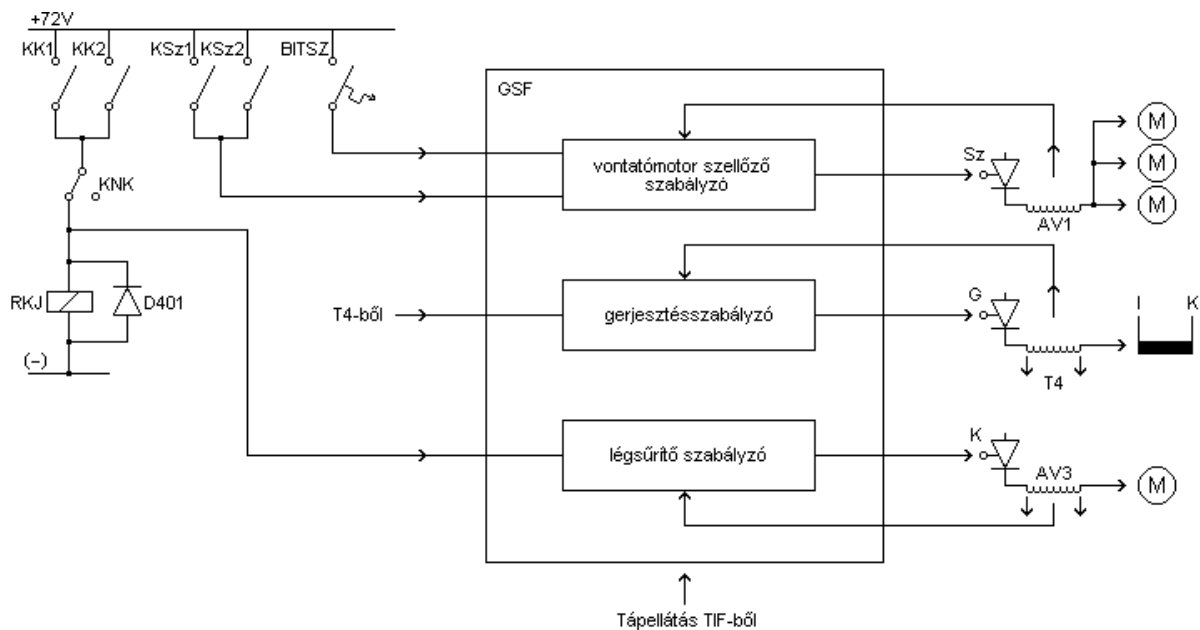 +72V
KK1 KK2 KSz1 KSz2 BITSZ
GSF
vontatómotor szellőző
szabályzó
Sz
M
M
M
AV1
KNK
RKJ
D401
(-)
T4-ből
gerjesztésszabályzó
G
I K
T4
légsűrítő szabályzó
K
AV3
M
Tápellátás TIF-ből